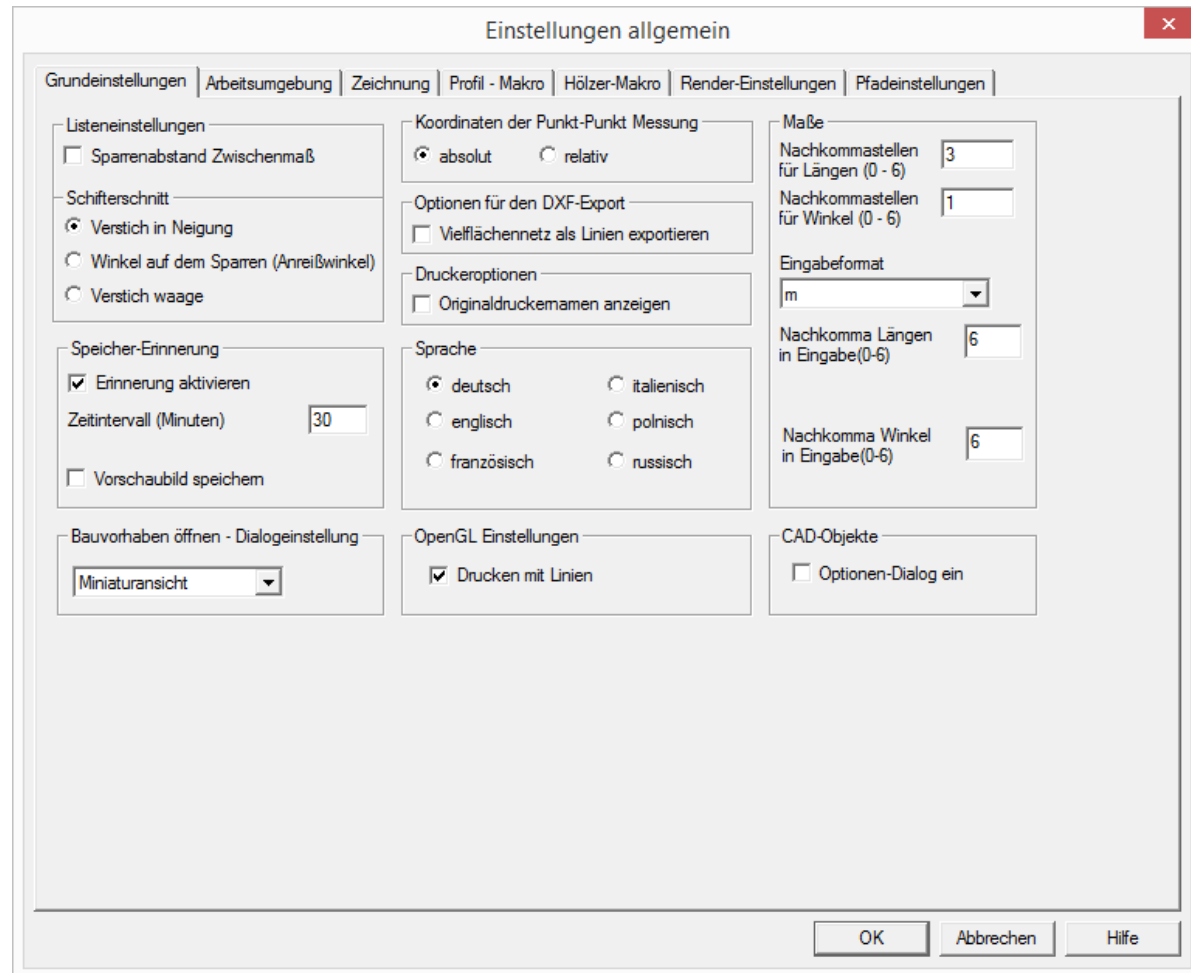 Einstellungen allgemein
Grundeinstellungen
Arbeitsumgebung
Zeichnung
Profil - Makro
Hölzer-Makro
Render-Einstellungen
Pfadeinstellungen
Listeneinstellungen
Sparrenabstand Zwischenmaß
Schifterschnitt
Verstich in Neigung
Winkel auf dem Sparren (Anreißwinkel)
Verstich waage
Speicher-Erinnerung
Erinnerung aktivieren
Zeitintervall (Minuten) 30
Vorschaubild speichern
Bauvorhaben öffnen - Dialogeinstellung
Miniaturansicht
Koordinaten der Punkt-Punkt Messung
absolut relativ
Optionen für den DXF-Export
Vielflächennetz als Linien exportieren
Druckeroptionen
Originaldruckernamen anzeigen
Sprache
deutsch italienisch
englisch polnisch
französisch russisch
OpenGL Einstellungen
Drucken mit Linien
Maße
Nachkommastellen
für Längen (0 - 6) 3
Nachkommastellen
für Winkel (0 - 6) 1
Eingabeformat
m
Nachkomma Längen
in Eingabe(0-6) 6
Nachkomma Winkel
in Eingabe(0-6) 6
CAD-Objekte
Optionen-Dialog ein
OK Abbrechen Hilfe